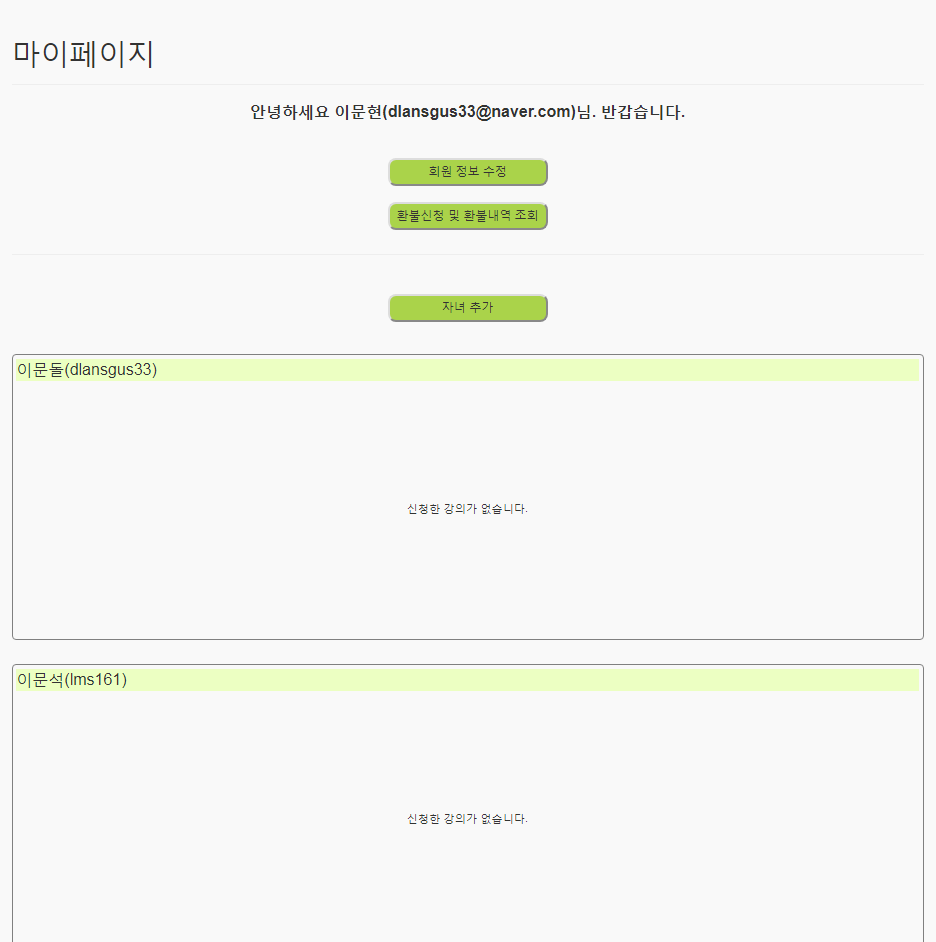 마이페이지
안녕하세요 이문현(dlansgus33@naver.com)님. 반갑습니다.
회원 정보 수정
환불신청 및 환불내역 조회
자녀 추가
이문돌(dlansgus33)
신청한 강의가 없습니다.
이문석(lms161)
신청한 강의가 없습니다.